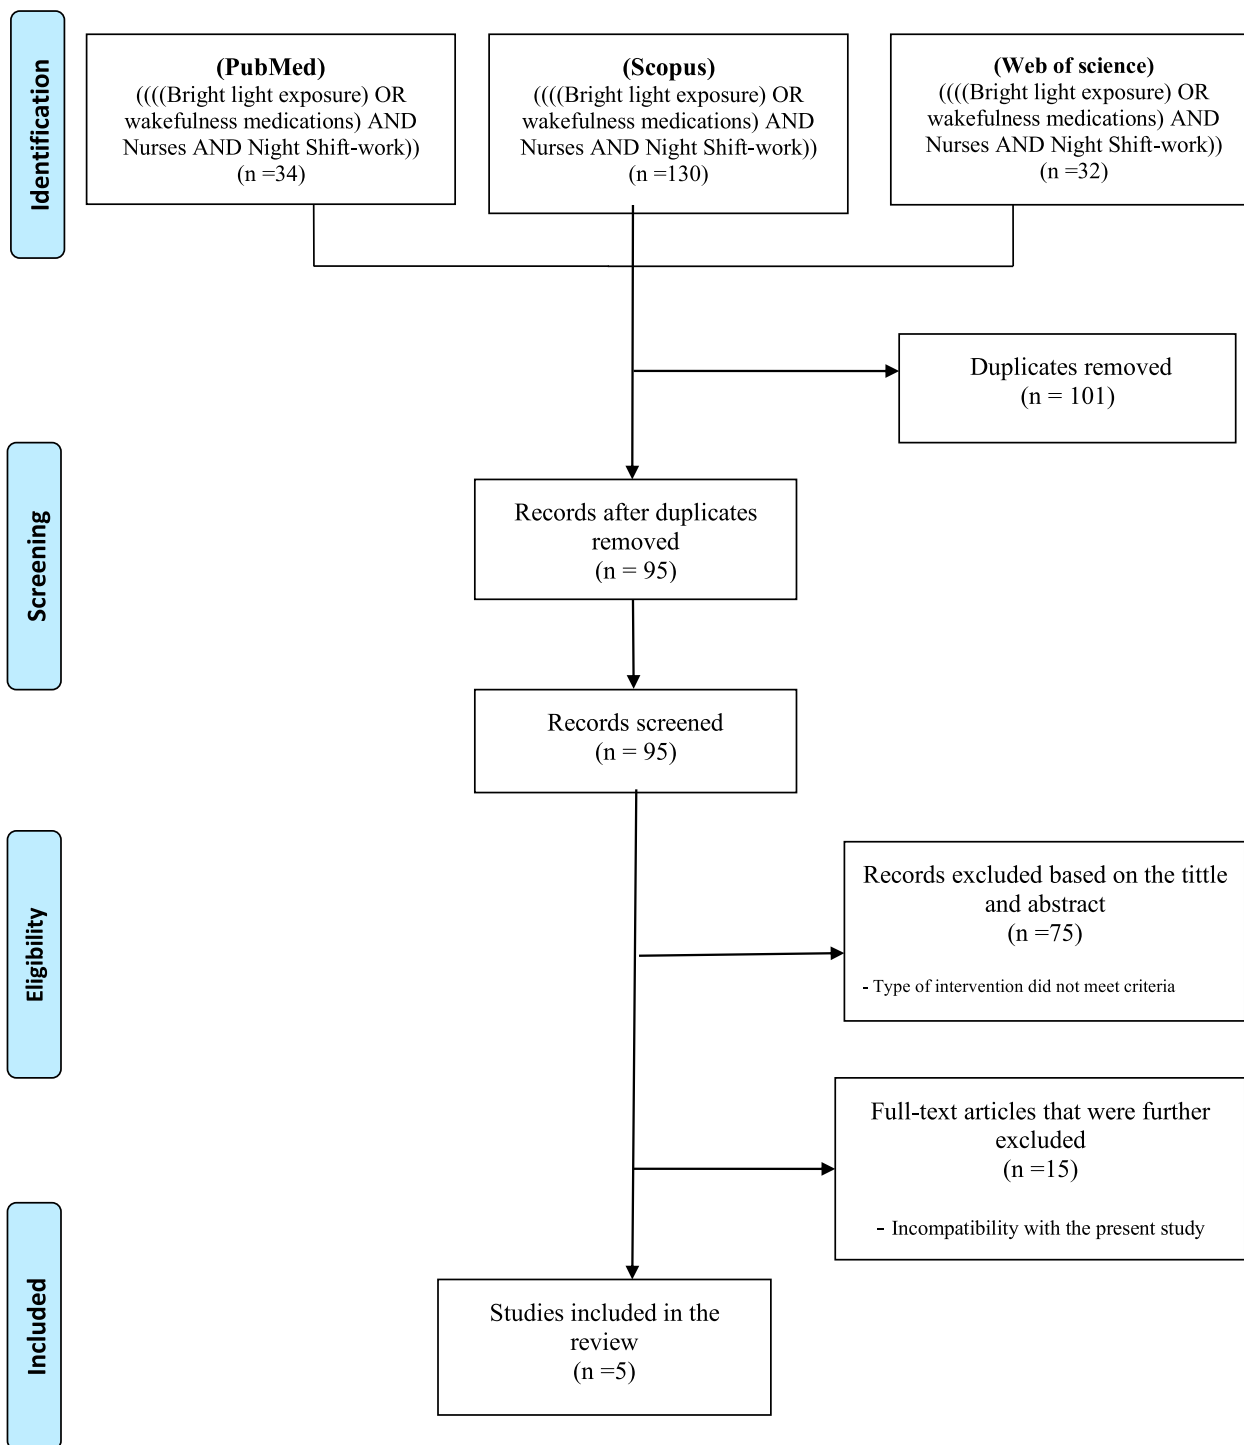 Identification
(PubMed)
((((Bright light exposure) OR
wakefulness medications) AND
Nurses AND Night Shift-work))
(n =34)
(Scopus)
((((Bright light exposure) OR
wakefulness medications) AND
Nurses AND Night Shift-work))
(n =130)
(Web of science)
((((Bright light exposure) OR
wakefulness medications) AND
Nurses AND Night Shift-work))
(n =32)
Duplicates removed
(n = 101)
Screening
Records after duplicates
removed
(n = 95)
Records screened
(n = 95)
Eligibility
Records excluded based on the tittle
and abstract
(n =75)
- Type of intervention did not meet criteria
Full-text articles that were further
excluded
(n =15)
- Incompatibility with the present study
Included
Studies included in the
review
(n =5)